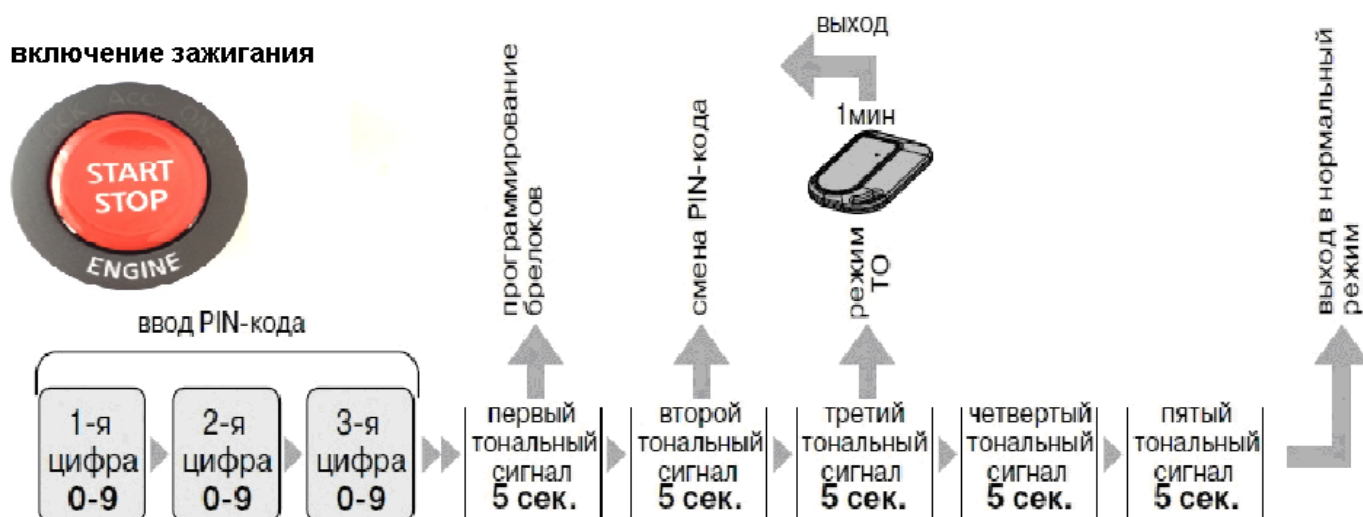 включение зажигания
LOCK ACC ON
START
STOP
ENGINE
ввод PIN-кода
1-я
цифра
0-9
2-я
цифра
0-9
3-я
цифра
0-9
первый
тональный
сигнал
5 сек.
второй
тональный
сигнал
5 сек.
третий
тональный
сигнал
5 сек.
четвертый
тональный
сигнал
5 сек.
пятый
тональный
сигнал
5 сек.
программирование
брелоков
смена PIN-кода
режим
ТО
1мин
выход
выход в нормальный
режим